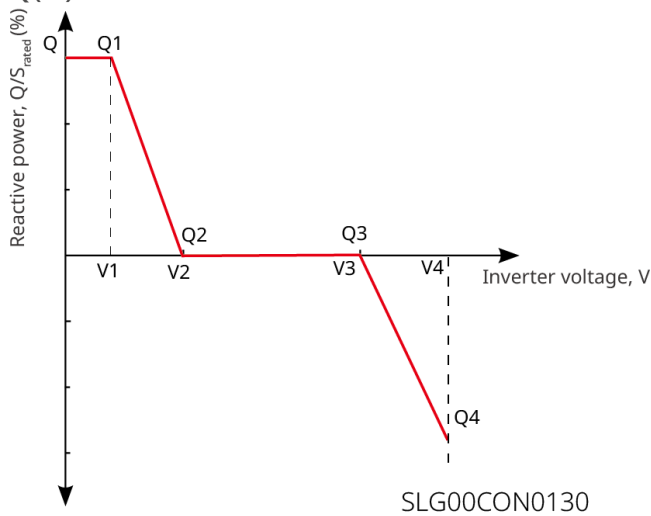 Q Q1
Reactive power, Q/Srated (%)
Q2
Q3
V1
V2
V3
V4
Inverter voltage, V
Q4
SLG00CON0130